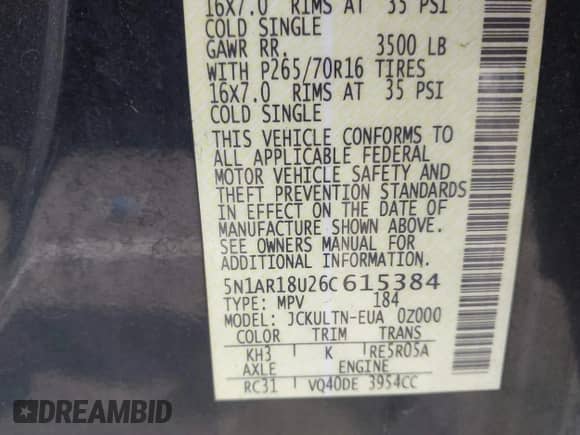 16X7.0 RIMS AT 35 PSI
COLD SINGLE
GAWR RR. 3500 LB
WITH P265/70R16 TIRES
16X7.0 RIMS AT 35 PSI
COLD SINGLE
THIS VEHICLE CONFORMS TO
ALL APPLICABLE FEDERAL
MOTOR VEHICLE SAFETY AND
THEFT PREVENTION STANDARDS
IN EFFECT ON THE DATE OF
MANUFACTURE SHOWN ABOVE.
SEE OWNERS MANUAL FOR
ADDITIONAL INFORMATION.
5N1AR18U26C615384
TYPE: MPV 184
MODEL: JCKULTN-EUA 0Z000
COLOR TRIM TRANS
KH3 K RE5R05A
AXLE ENGINE
RC31 VQ40DE 3954CC
DREAMBID